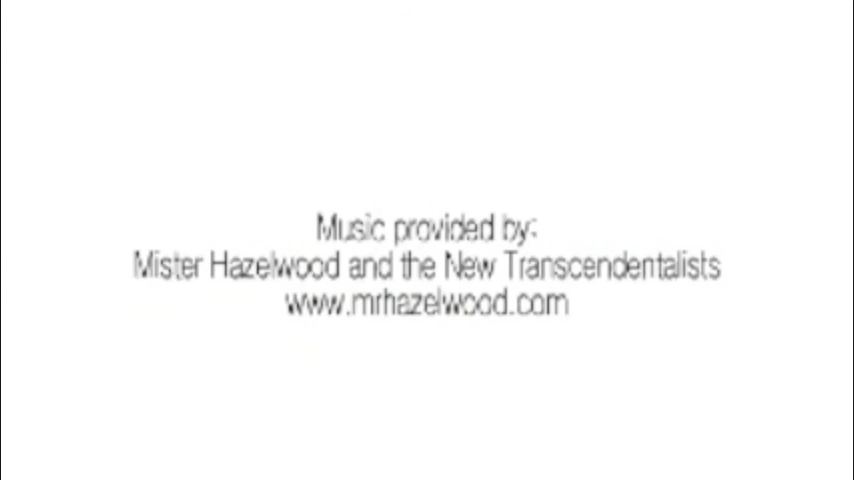 Music provided by:
Mister Hazelwood and the New Transcendentalists
www.mrhazelwood.com